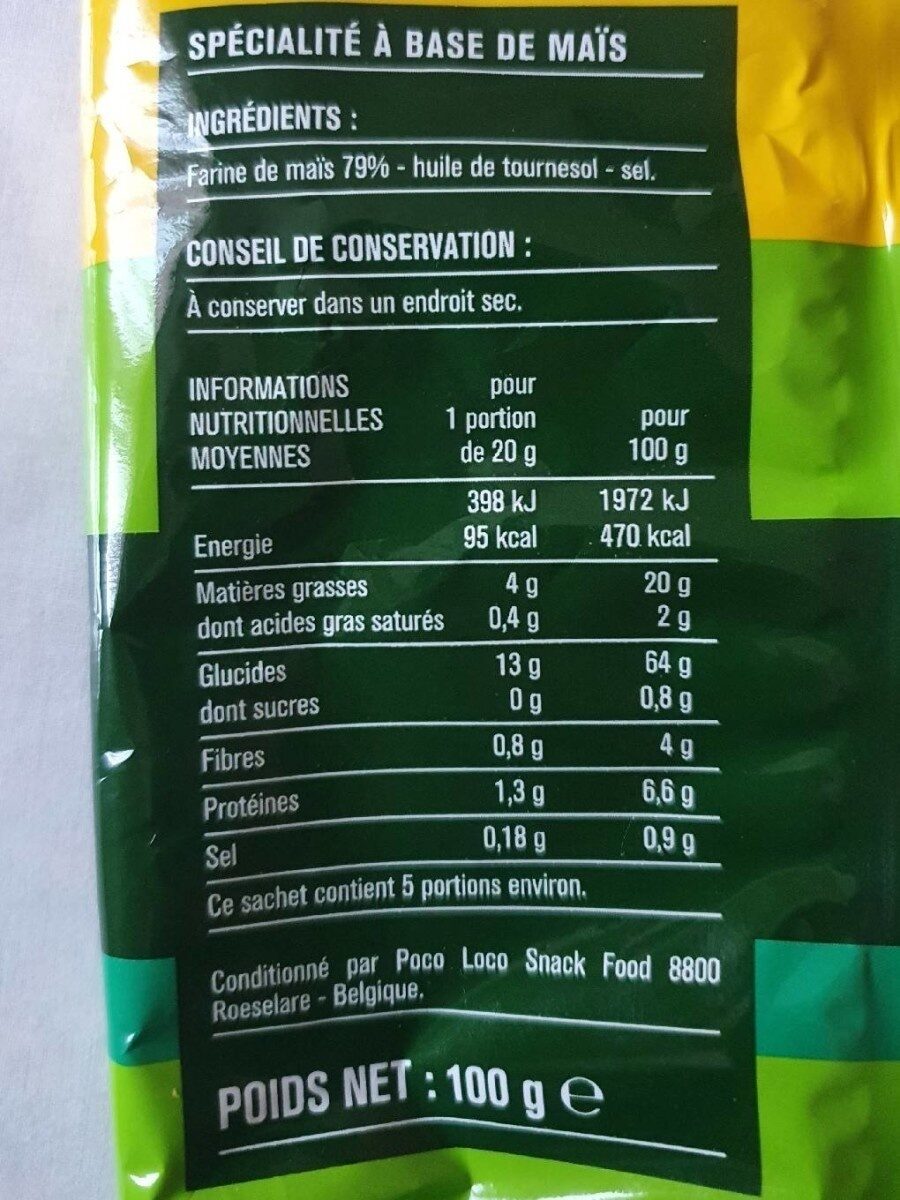 SPÉCIALITÉ À BASE DE MAÏS
INGRÉDIENTS :
Farine de maïs 79% - huile de tournesol - sel.
CONSEIL DE CONSERVATION :
À conserver dans un endroit sec.
INFORMATIONS pour
NUTRITIONNELLES 1 portion pour
MOYENNES de 20 g 100 g
398 kJ 1972 kJ
Energie 95 kcal 470 kcal
Matières grasses 4 g 20 g
dont acides gras saturés 0,4 g 2 g
Glucides 13 g 64 g
dont sucres 0 g 0,8 g
Fibres 0,8 g 4 g
Protéines 1,3 g 6,6 g
Sel 0,18 g 0,9 g
Ce sachet contient 5 portions environ.
Conditionné par Poco Loco Snack Food 8800
Roeselare - Belgique.
POIDS NET : 100 g e